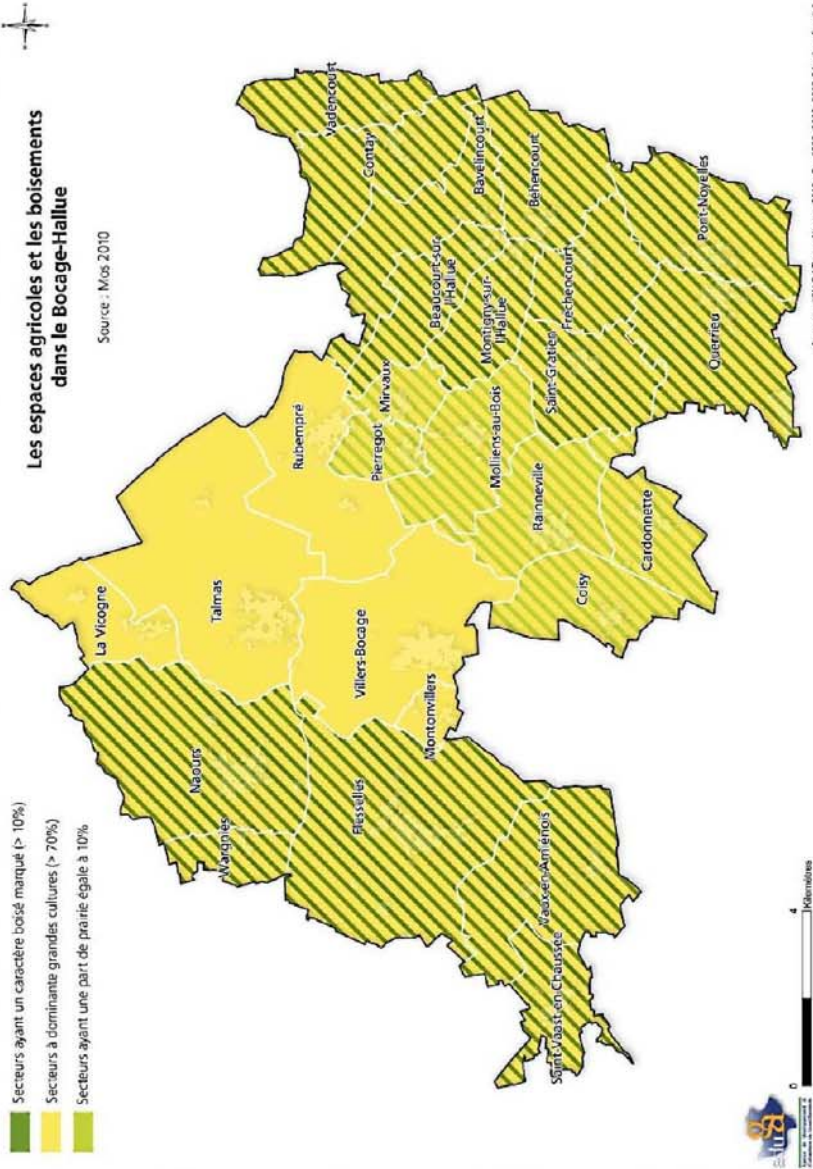 Les espaces agricoles et les boisements
dans le Bocage-Hallue
Source : Mos 2010
Secteurs ayant un caractère boisé marqué (> 10%)
Secteurs à dominante grandes cultures (> 70%)
Secteurs ayant une part de prairie égale à 10%
La Vicogne
Naours
Wargnies
Talmas
Rubempré
Villers-Bocage
Montonvillers
Flesselles
Vaux-en-Amiénois
Saint-Vaast-en-Chaussée
Pierregot
Mirvaux
Molliens-au-Bois
Rainneville
Coisy
Cardonnette
Vadencourt
Contay
Beaucourt-sur-
l'Hallue
Bavelincourt
Montigny-sur-
l'Hallue
Béhencourt
Fréchencourt
Saint-Gratien
Pont-Noyelles
Querrieu
0
4
Kilomètres